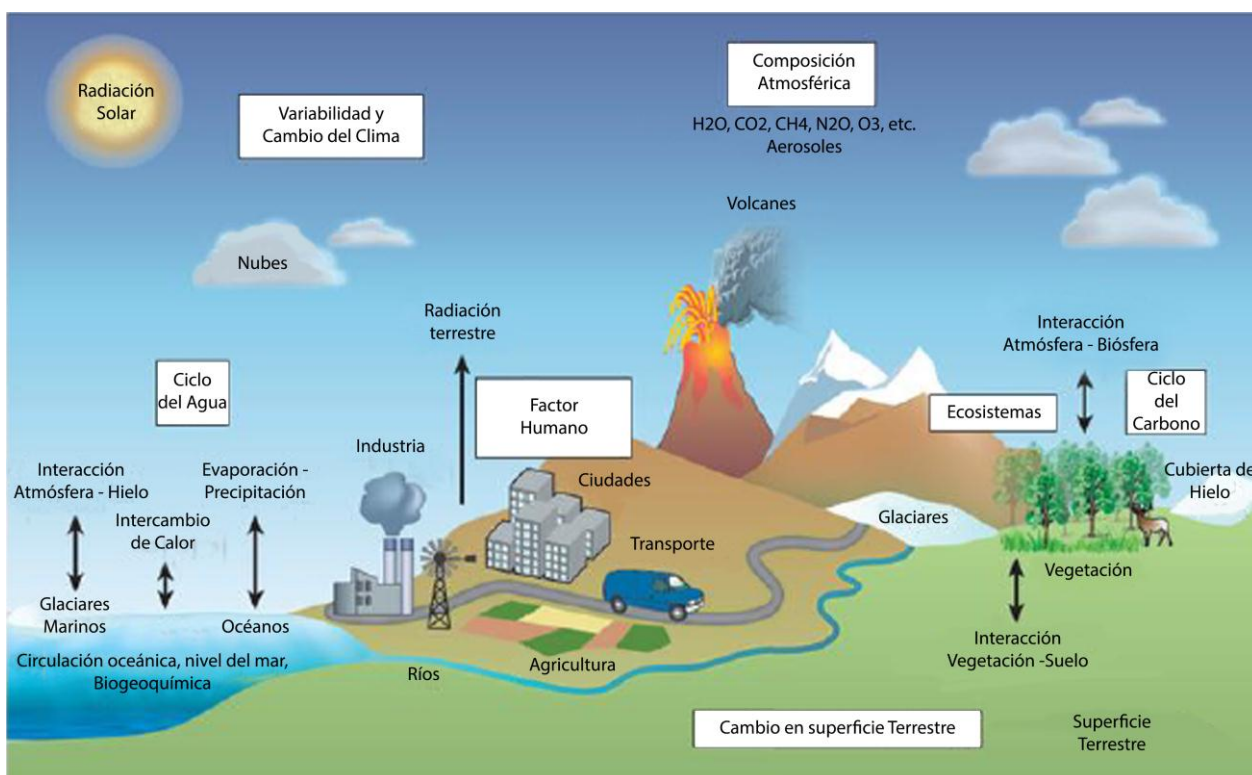 Radiación
Solar
Variabilidad y
Cambio del Clima
Composición
Atmosférica
H2O, CO2, CH4, N2O, O3, etc.
Aerosoles
Volcanes
Nubes
Radiación
terrestre
Interacción
Atmósfera - Biósfera
Ciclo
del Agua
Factor
Humano
Ecosistemas
Ciclo
del
Carbono
Industria
Interacción
Atmósfera - Hielo
Evaporación -
Precipitación
Intercambio
de Calor
Ciudades
Cubierta de
Hielo
Glaciares
Transporte
Vegetación
Glaciares
Marinos
Océanos
Circulación oceánica, nivel del mar,
Biogeoquímica
Ríos
Agricultura
Interacción
Vegetación -Suelo
Cambio en superficie Terrestre
Superficie
Terrestre